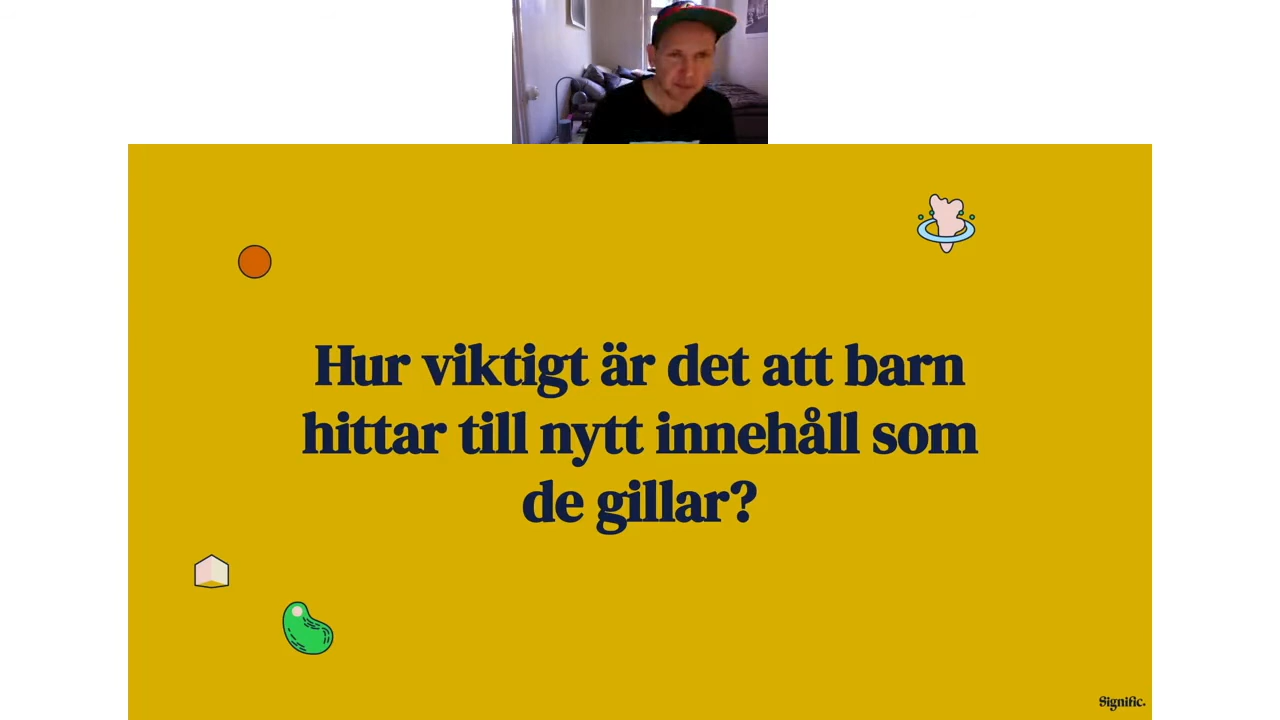 Hur viktigt är det att barn
hittar till nytt innehåll som
de gillar?
Signific.